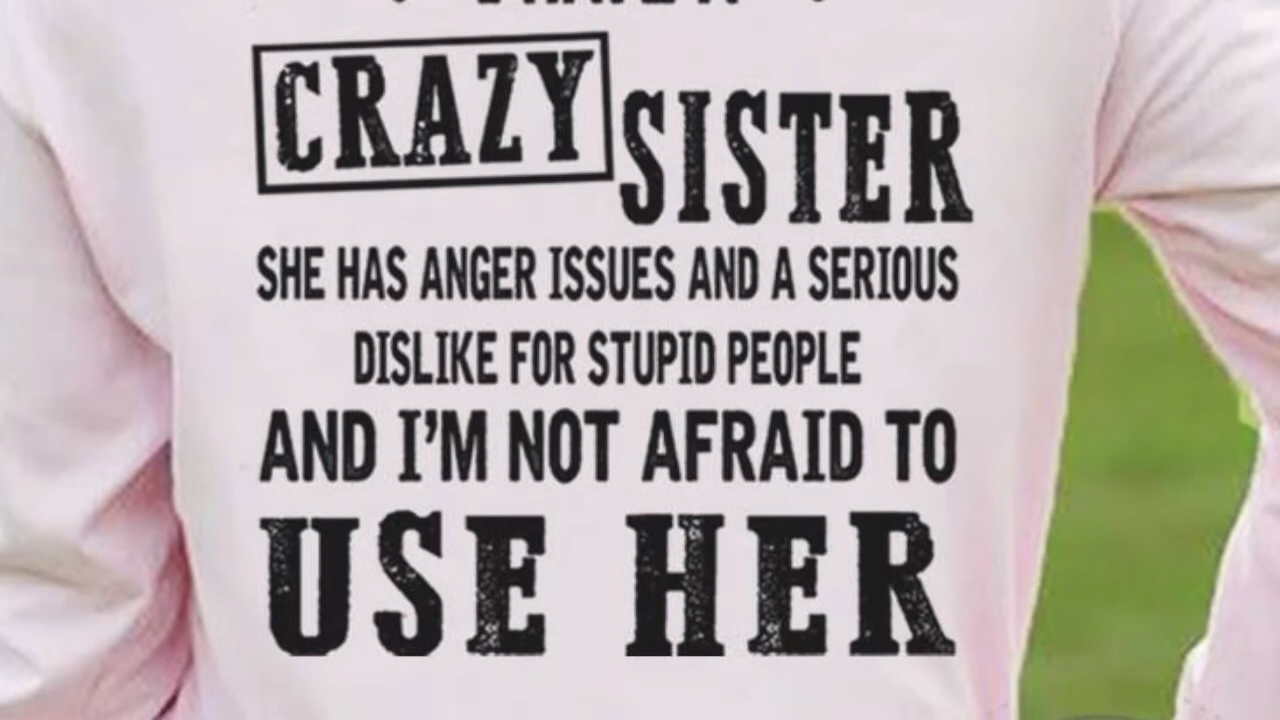 CRAZY SISTER
SHE HAS ANGER ISSUES AND A SERIOUS
DISLIKE FOR STUPID PEOPLE
AND I'M NOT AFRAID TO
USE HER